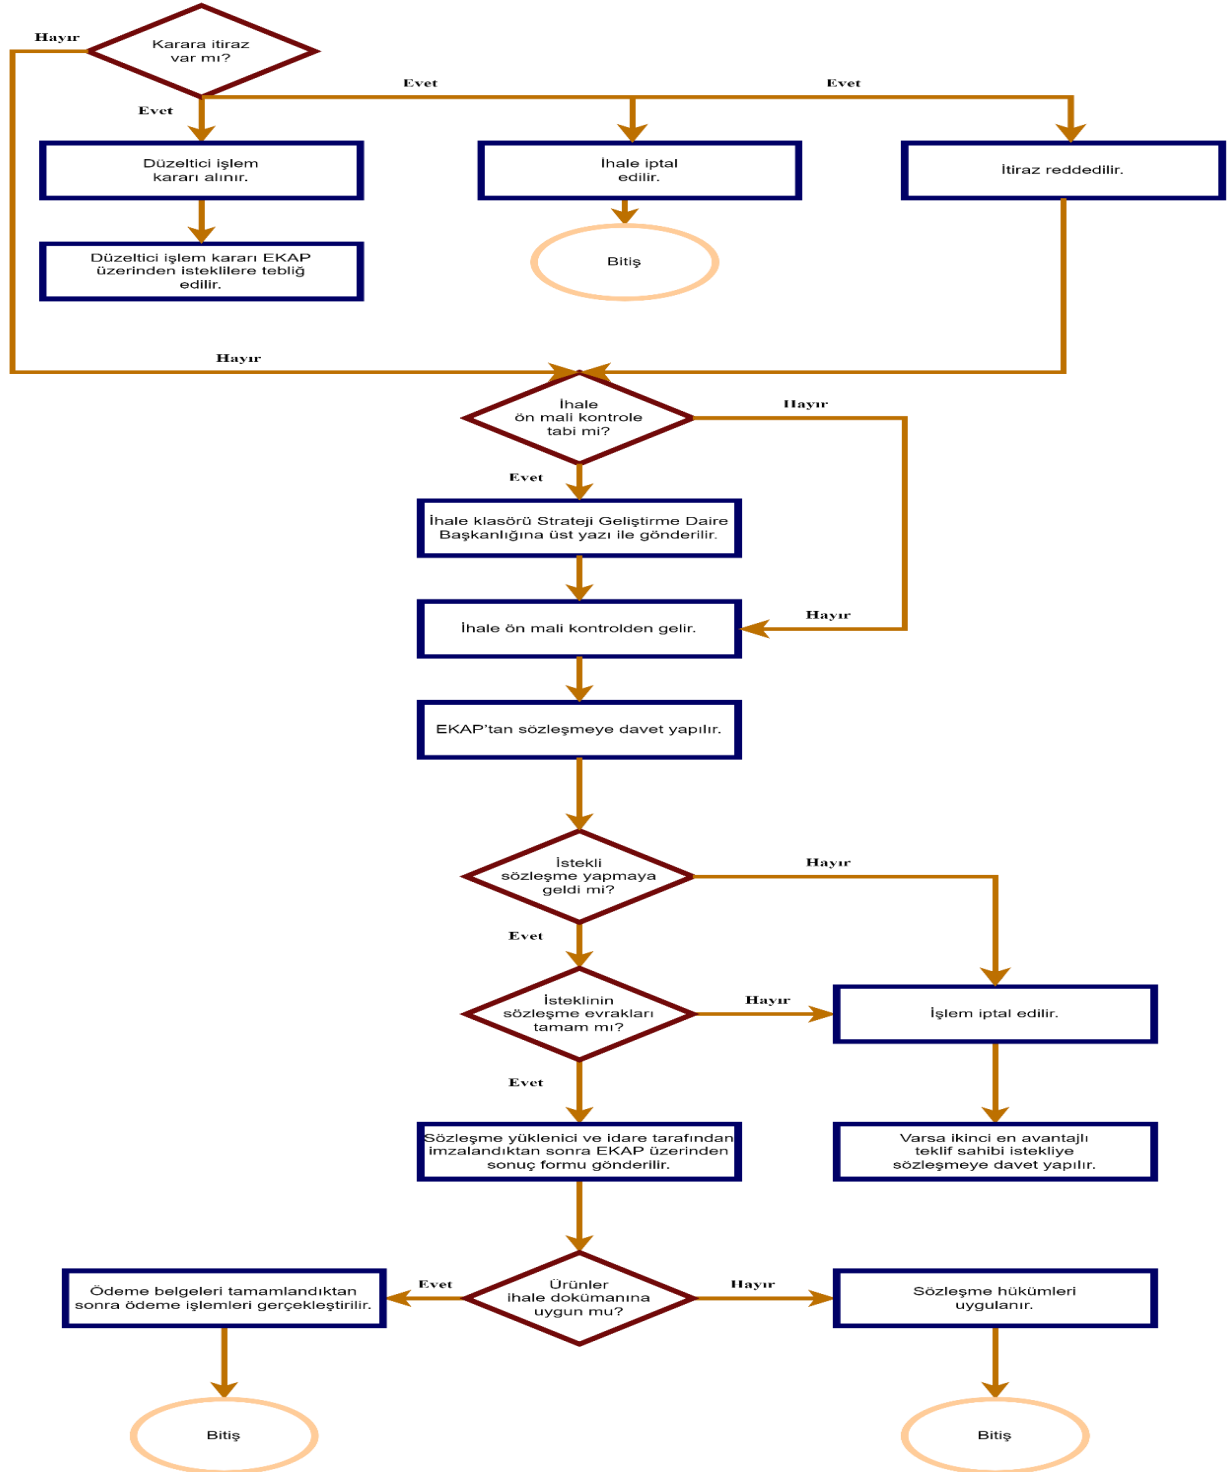 Hayır
Karara itiraz
var mı?
Evet
Evet
Evet
Düzeltici işlem
kararı alınır.
İhale iptal
edilir.
İtiraz reddedilir.
Düzeltici işlem kararı EKAP
üzerinden isteklilere tebliğ
edilir.
Bitiş
Hayır
İhale
ön mali kontrole
tabi mi?
Hayır
Evet
İhale klasörü Strateji Geliştirme Daire
Başkanlığına üst yazı ile gönderilir.
Hayır
İhale ön mali kontrolden gelir.
EKAP'tan sözleşmeye davet yapılır.
İstekli
sözleşme yapmaya
geldi mi?
Hayır
Evet
İsteklinin
sözleşme evrakları
tamam mı?
Hayır
İşlem iptal edilir.
Evet
Sözleşme yüklenici ve idare tarafından
imzalandıktan sonra EKAP üzerinden
sonuç formu gönderilir.
Varsa ikinci en avantajlı
teklif sahibi istekliye
sözleşmeye davet yapılır.
Ödeme belgeleri tamamlandıktan
sonra ödeme işlemleri gerçekleştirilir.
Evet
Ürünler
ihale dokümanına
uygun mu?
Hayır
Sözleşme hükümleri
uygulanır.
Bitiş
Bitiş